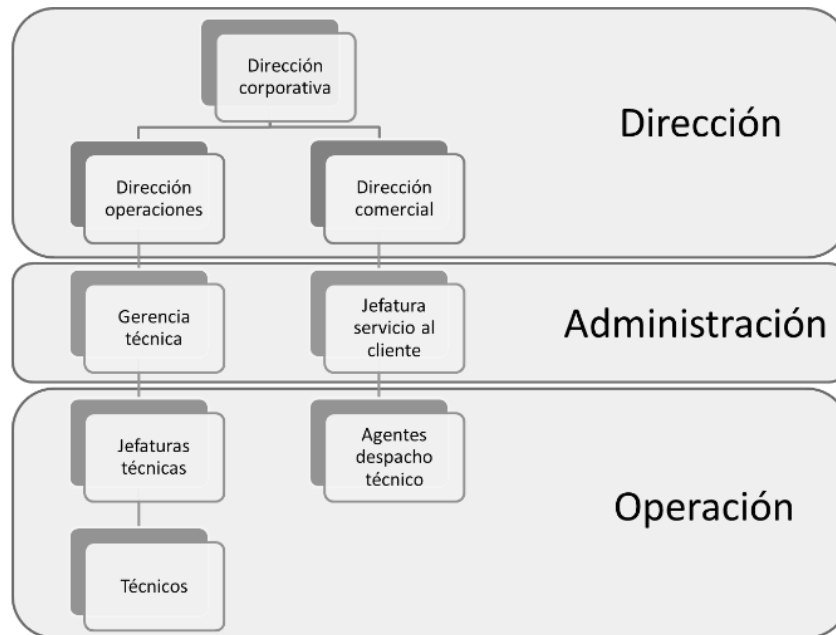 Dirección
corporativa
Dirección
Dirección
operaciones
Dirección
comercial
Gerencia
técnica
Jefatura
servicio al
cliente
Administración
Jefaturas
técnicas
Agentes
despacho
técnico
Operación
Técnicos